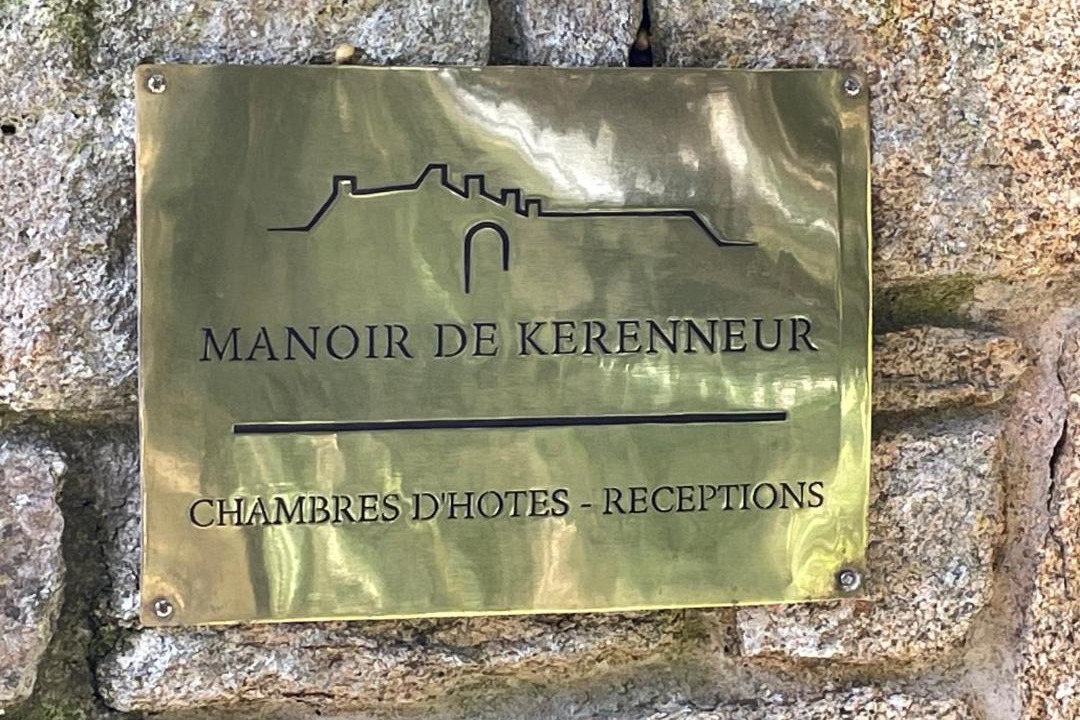 MANOIR DE KERENNEUR
CHAMBRES D'HOTES - RECEPTIONS